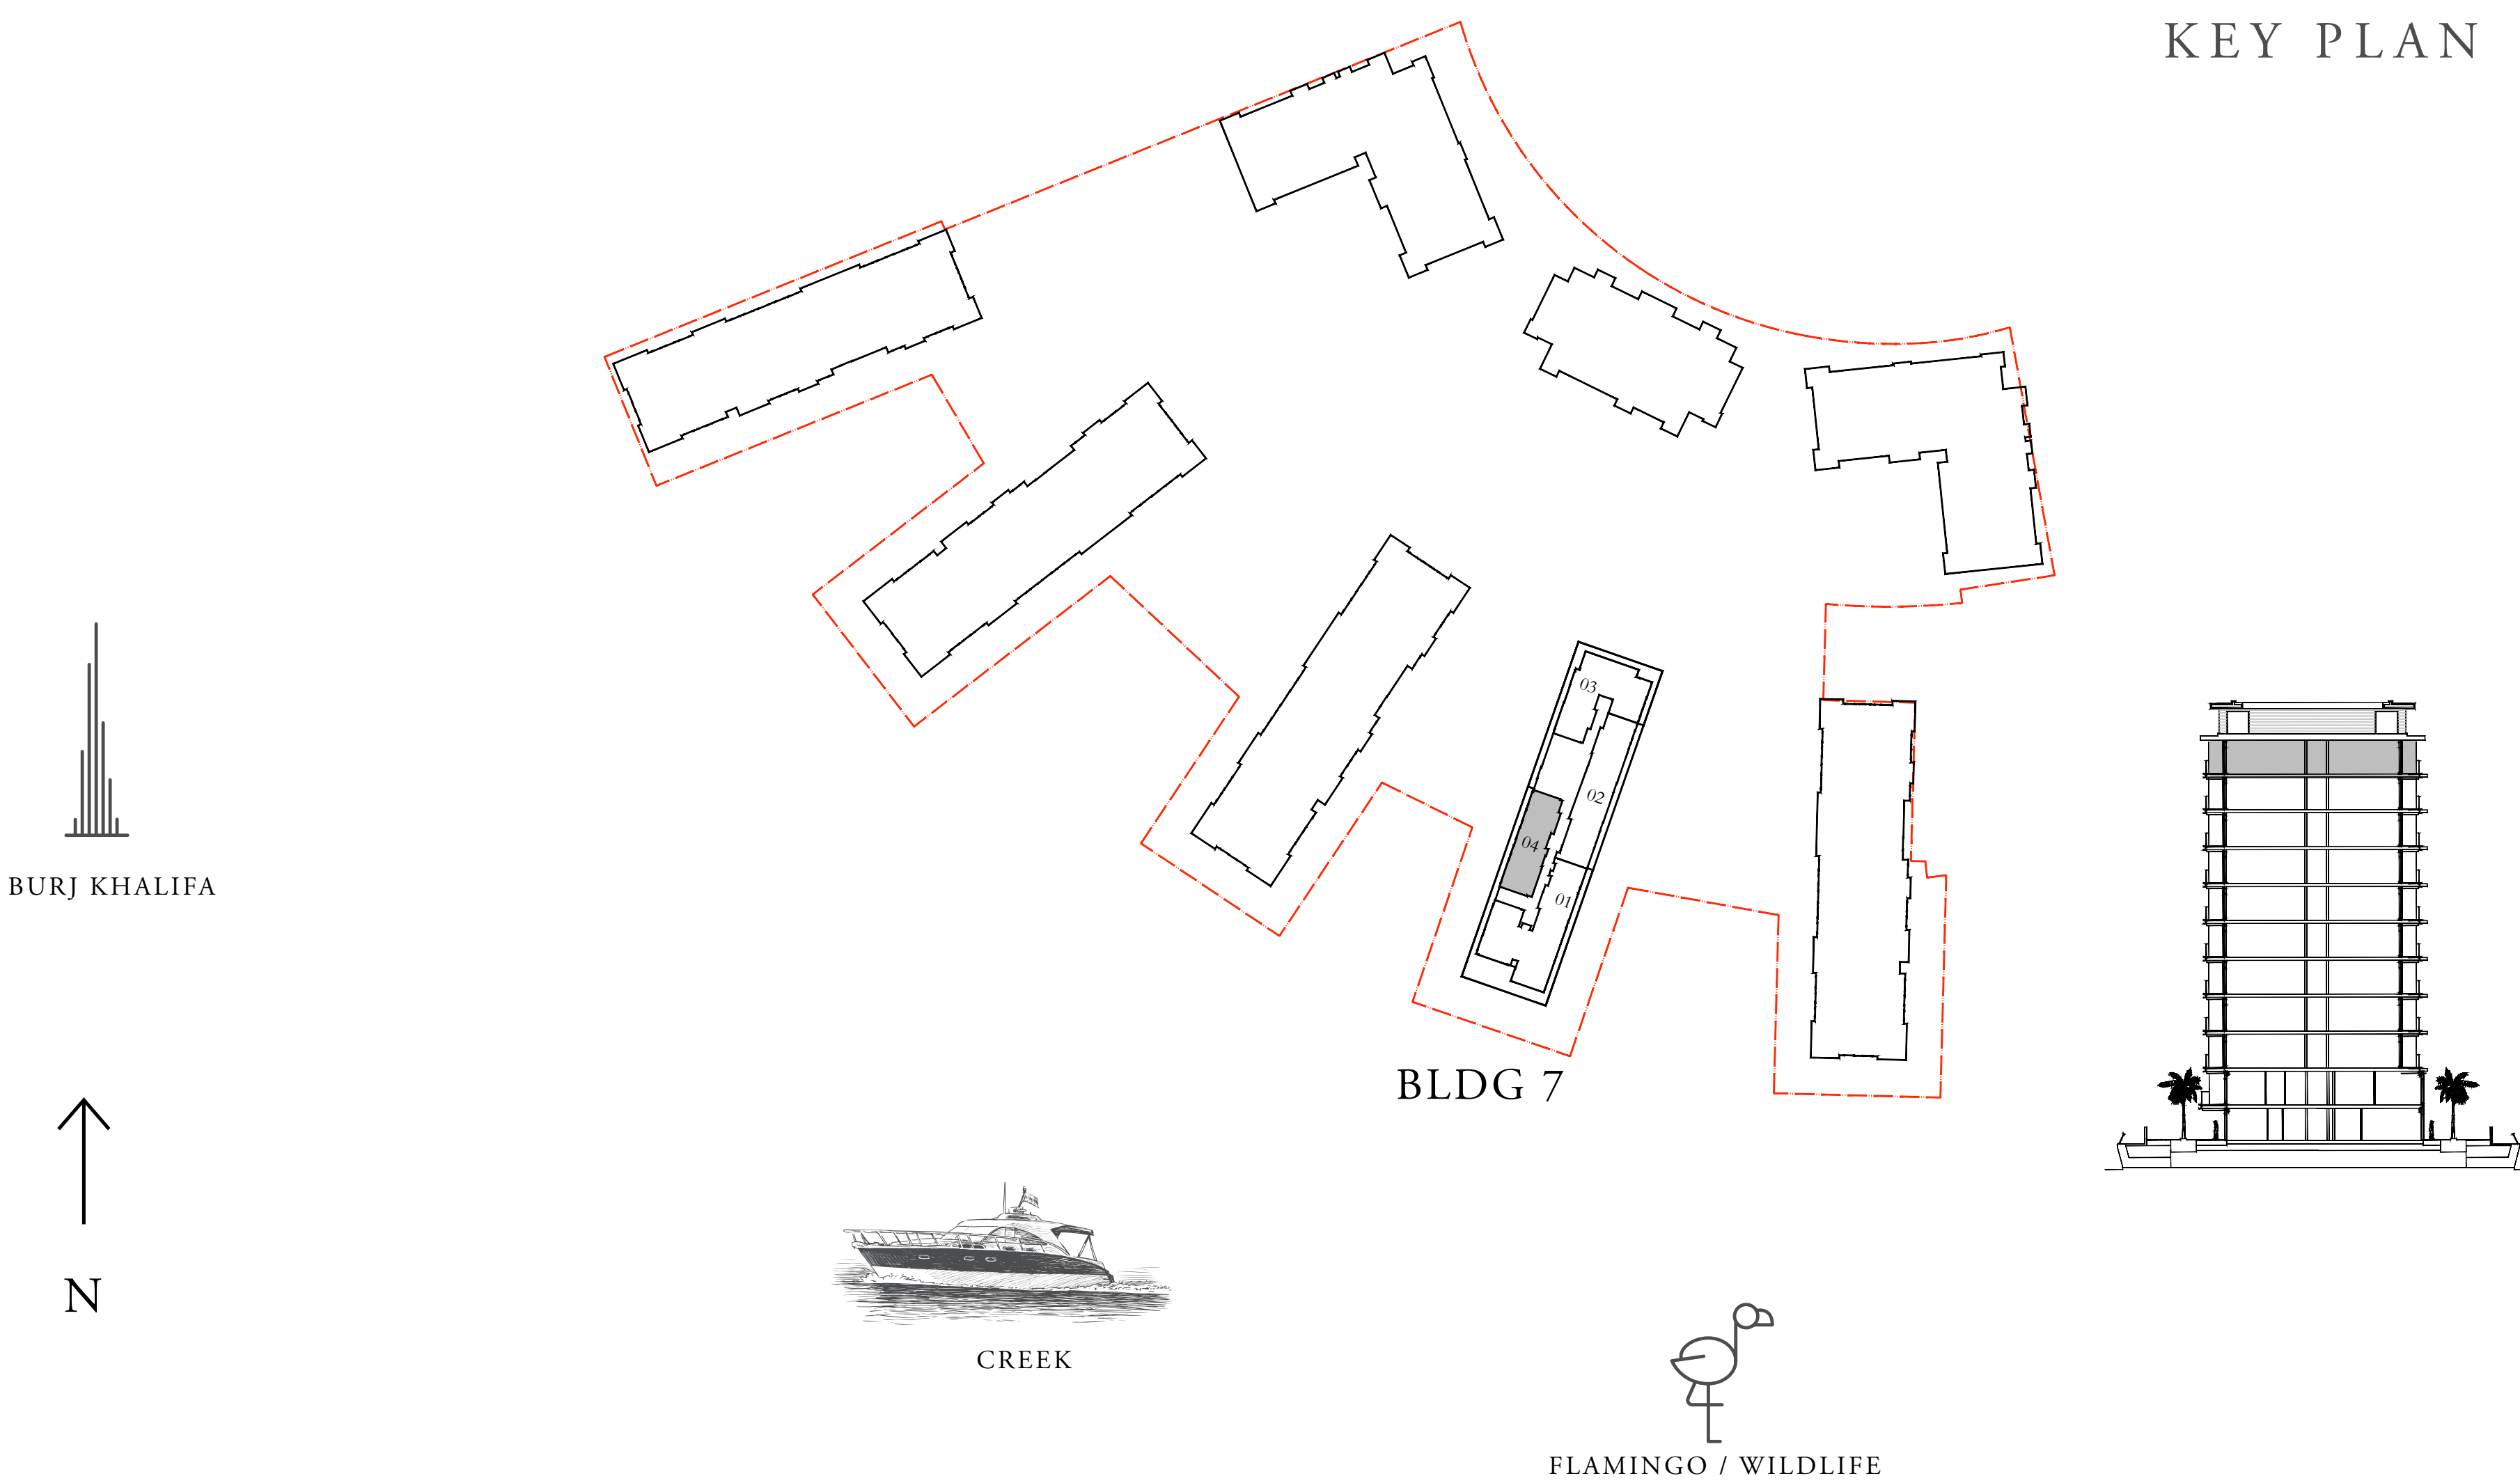 KEY PLAN
03
02
04
01
BURJ KHALIFA
BLDG 7
N
CREEK
FLAMINGO / WILDLIFE